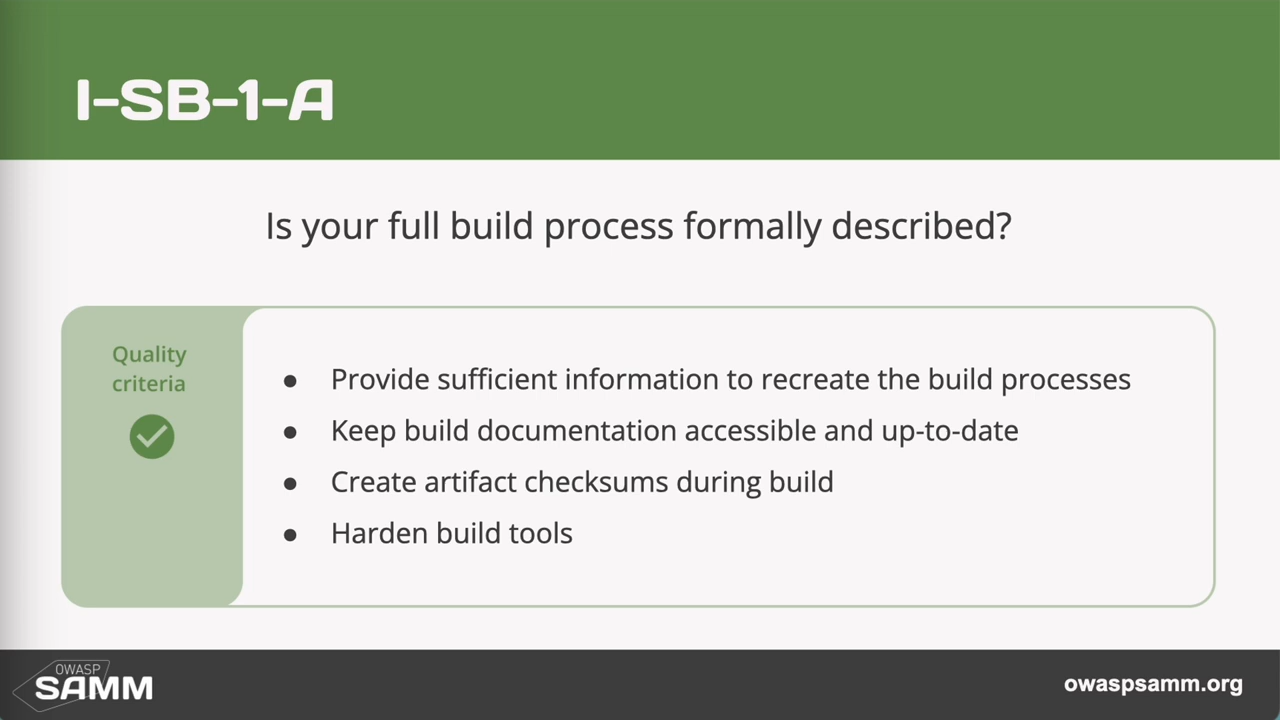 I-SB-1-A
Is your full build process formally described?
Quality
criteria
● Provide sufficient information to recreate the build processes
● Keep build documentation accessible and up-to-date
● Create artifact checksums during build
● Harden build tools
OWASP
SAMM
owaspsamm.org